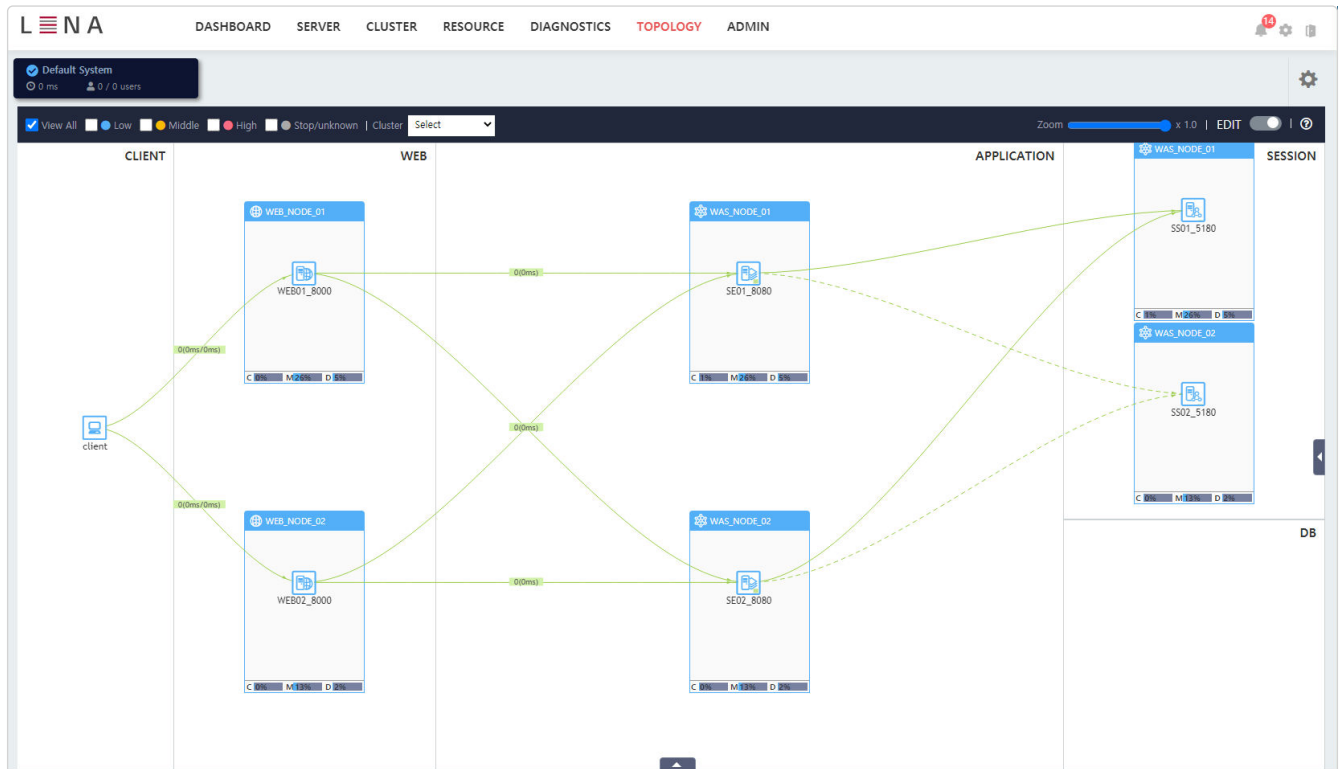 LENA DASHBOARD SERVER CLUSTER RESOURCE DIAGNOSTICS TOPOLOGY ADMIN 14
Default System
0 ms 0 / 0 users
View All Low Middle High Stop/unknown | Cluster Select Zoom x 1.0 | EDIT |
CLIENT WEB APPLICATION WAS_NODE_01 SESSION
WEB_NODE_01 WAS_NODE_01
SS01_5180
0(0ms)
WEB01_8000 SE01_8080
C 1% M 26% D 5%
WAS_NODE_02
0(0ms/0ms)
C 0% M 26% D 5% C 1% M 26% D 5%
SS02_5180
0(0ms)
client
C 0% M 13% D 2%
0(0ms/0ms)
WEB_NODE_02 WAS_NODE_02
DB
0(0ms)
WEB02_8000 SE02_8080
C 0% M 13% D 2% C 0% M 13% D 2%